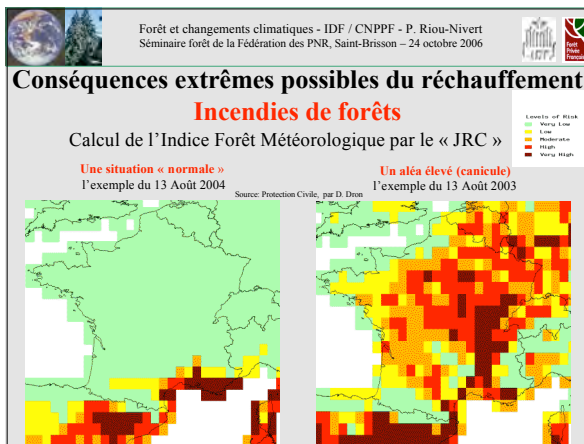 Forêt et changements climatiques - IDF / CNPPF - P. Riou-Nivert
Séminaire forêt de la Fédération des PNR, Saint-Brisson – 24 octobre 2006
Forêt
Privée
Française
Conséquences extrêmes possibles du réchauffement
Incendies de forêts
Calcul de l'Indice Forêt Météorologique par le « JRC »
Levels of Risk
Very Low
Low
Moderate
High
Very High
Une situation « normale »
l'exemple du 13 Août 2004
Un aléa élevé (canicule)
l'exemple du 13 Août 2003
Source: Protection Civile, par D. Dron